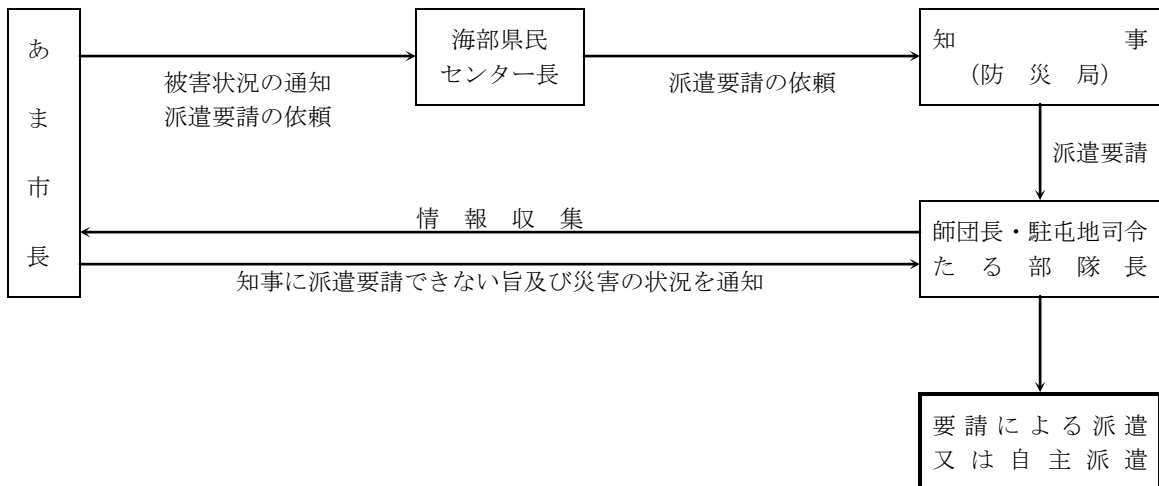 あま市長
被害状況の通知
派遣要請の依頼
海部県民
センター長
派遣要請の依頼
知事
(防災局)
派遣要請
情報収集
知事に派遣要請できない旨及び災害の状況を通知
師団長・駐屯地司令
たる部隊長
要請による派遣
又は自主派遣